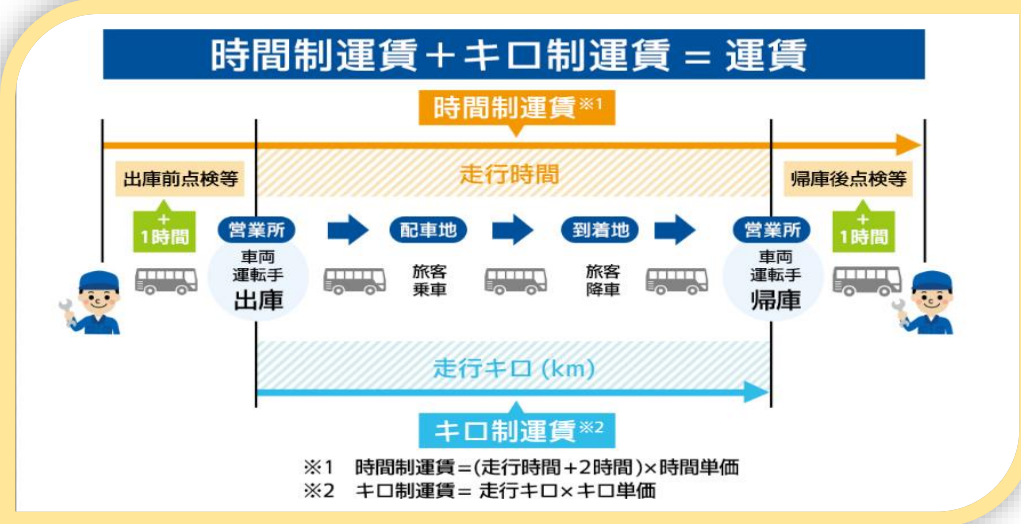 時間制運賃＋キロ制運賃 = 運賃
時間制運賃※1
走行時間
出庫前点検等
帰庫後点検等
＋
1時間
＋
1時間
営業所
車両
運転手
出庫
配車地
旅客
乗車
到着地
旅客
降車
営業所
車両
運転手
帰庫
走行キロ (km)
キロ制運賃※2
※1 時間制運賃=(走行時間+2時間)×時間単価
※2 キロ制運賃= 走行キロ×キロ単価